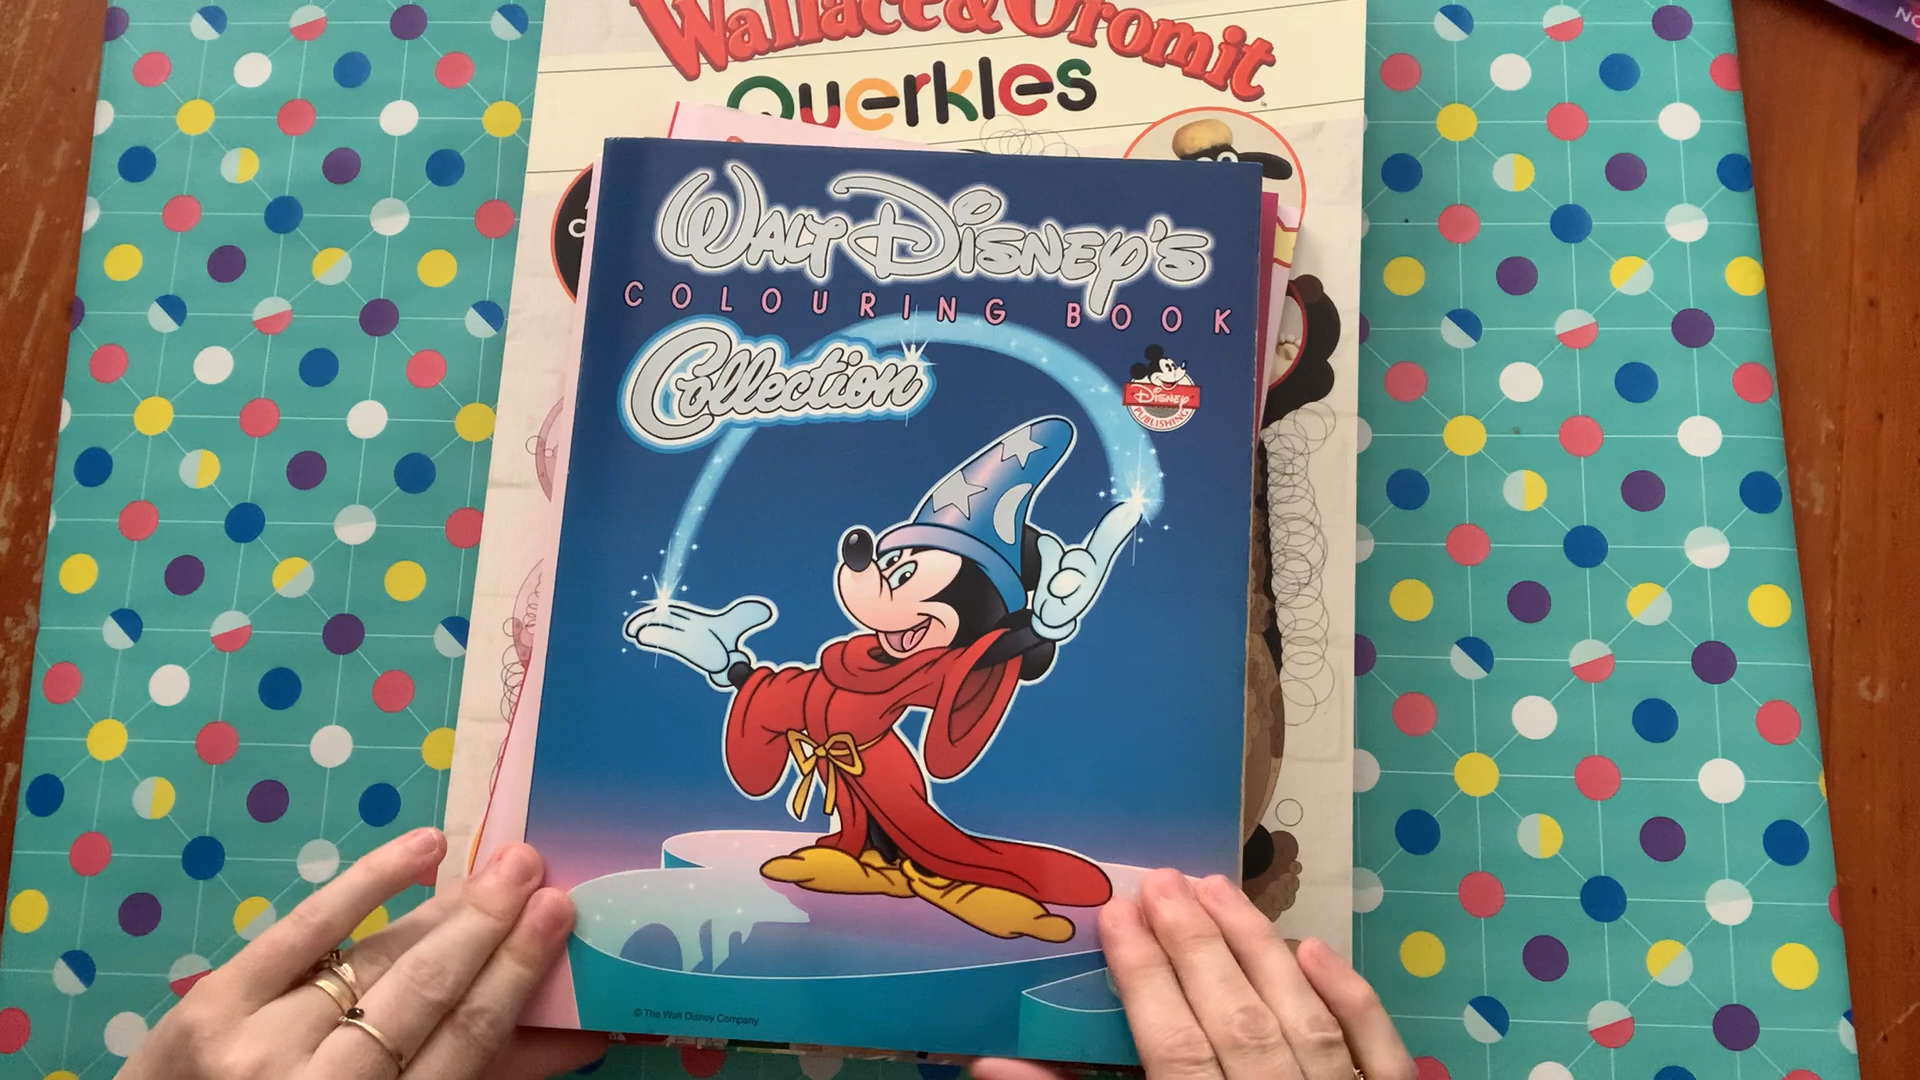 Wallace & Gromit
Querkles
WALT DISNEY'S
COLOURING BOOK
Collection
DISNEY
PUBLISHING
© The Walt Disney Company